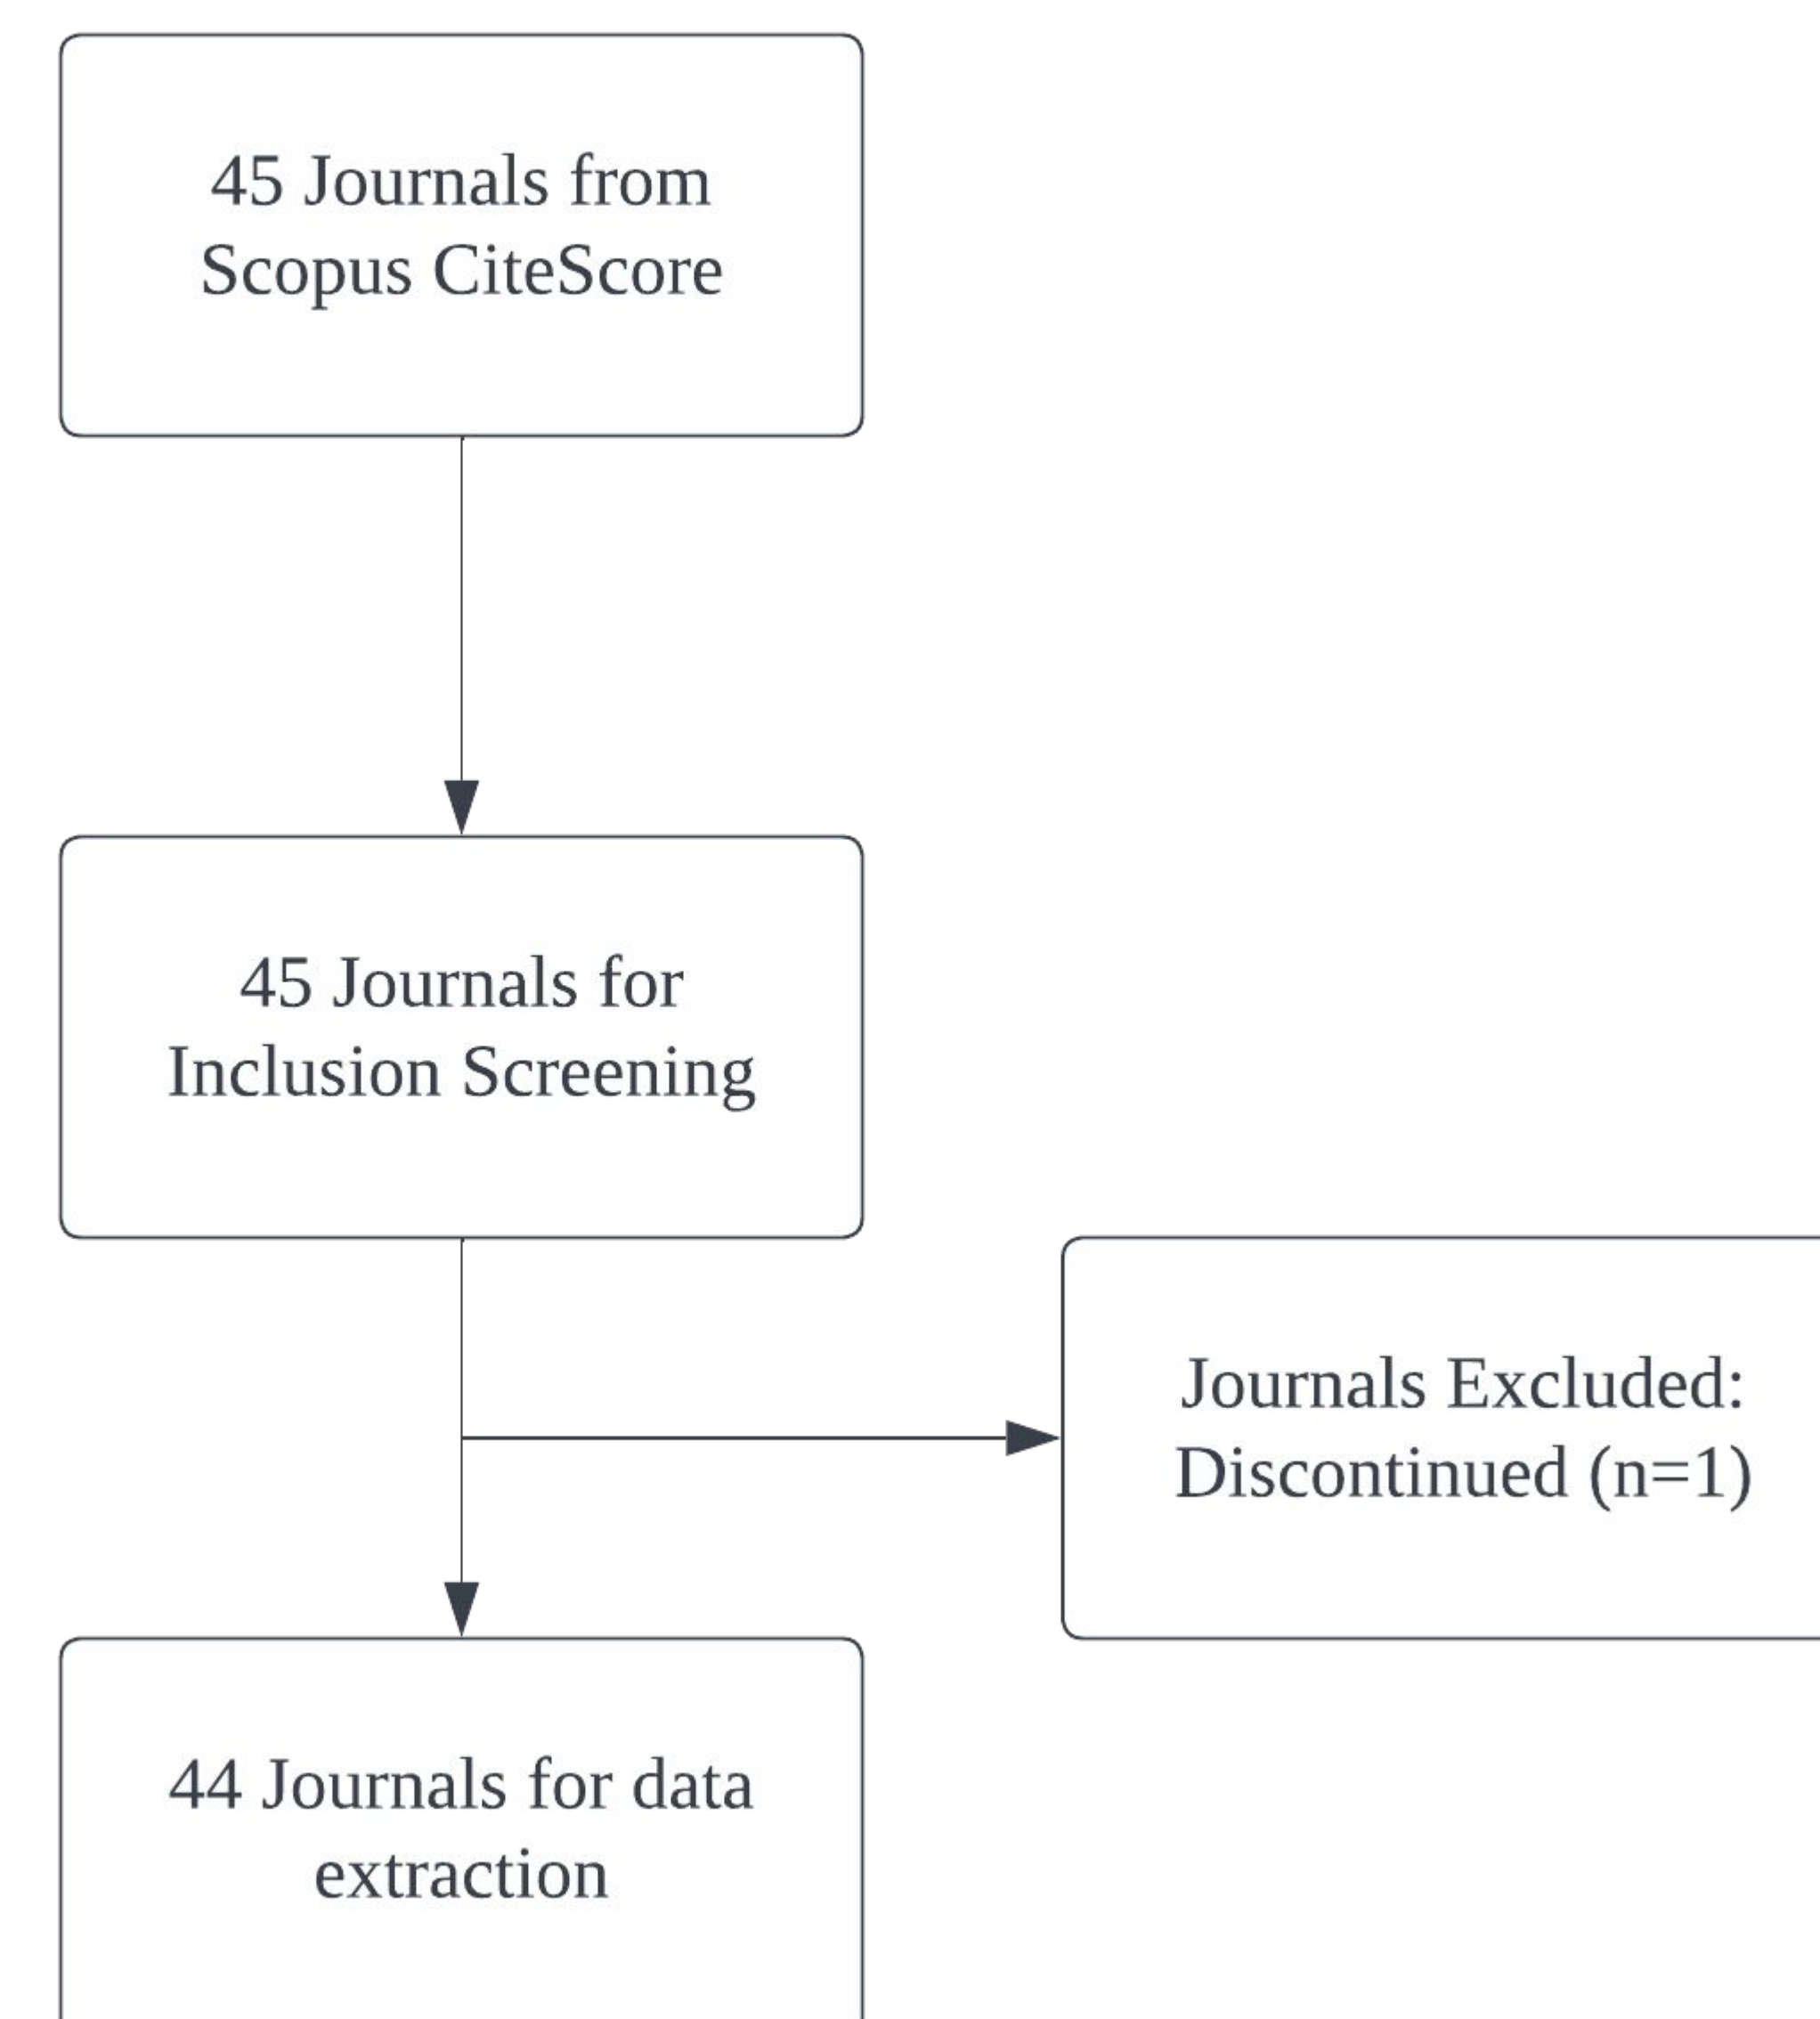 45 Journals from
Scopus CiteScore
45 Journals for
Inclusion Screening
Journals Excluded:
Discontinued (n=1)
44 Journals for data
extraction